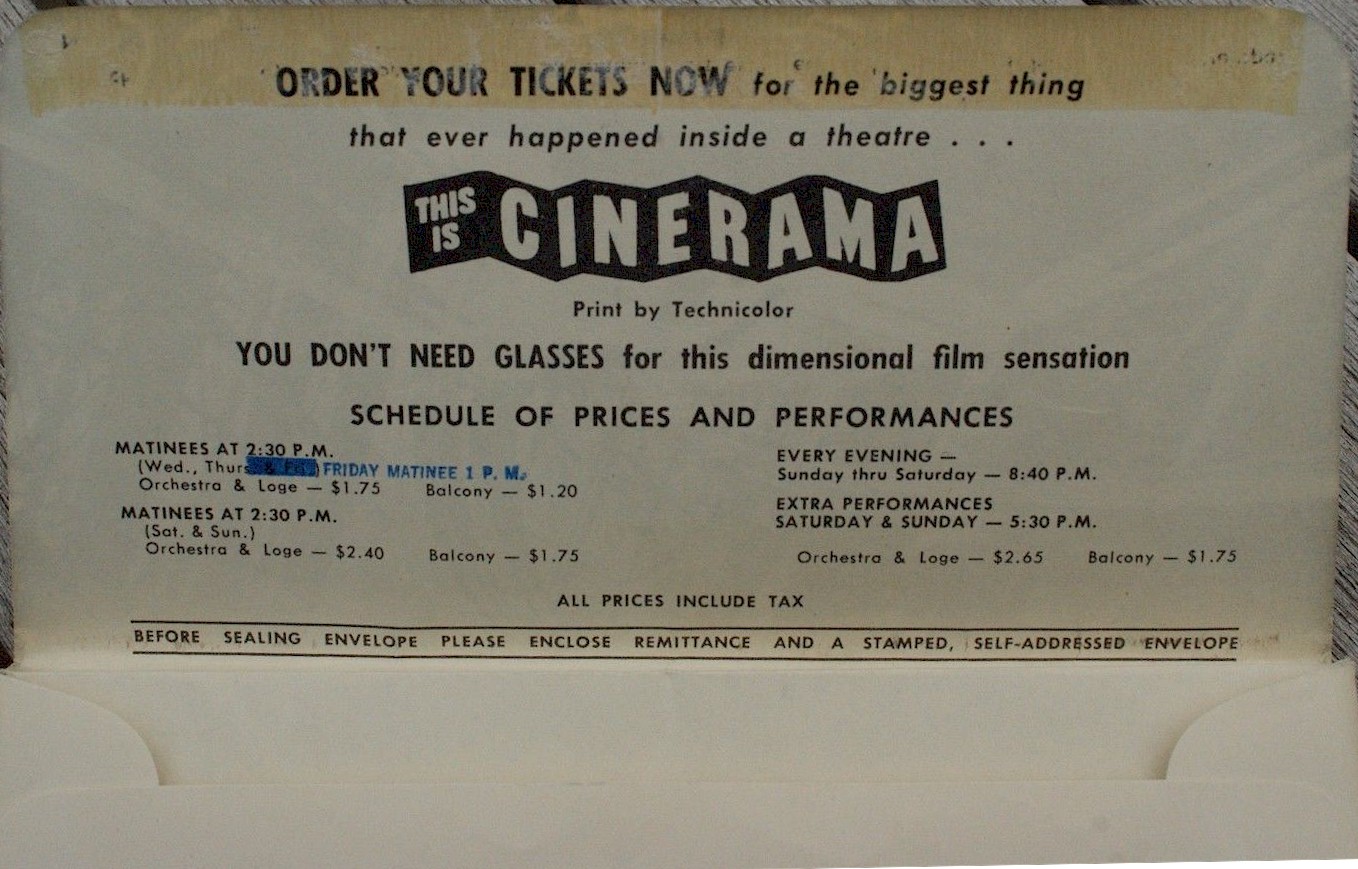 ORDER YOUR TICKETS NOW for the biggest thing
that ever happened inside a theatre . . .
THIS IS CINERAMA
Print by Technicolor
YOU DON'T NEED GLASSES for this dimensional film sensation
SCHEDULE OF PRICES AND PERFORMANCES
MATINEES AT 2:30 P.M.
(Wed., Thurs. & Fri.) FRIDAY MATINEE 1 P. M.
Orchestra & Loge — $1.75 Balcony — $1.20
MATINEES AT 2:30 P.M.
(Sat. & Sun.)
Orchestra & Loge — $2.40 Balcony — $1.75
EVERY EVENING —
Sunday thru Saturday — 8:40 P.M.
EXTRA PERFORMANCES
SATURDAY & SUNDAY — 5:30 P.M.
Orchestra & Loge — $2.65 Balcony — $1.75
ALL PRICES INCLUDE TAX
BEFORE SEALING ENVELOPE PLEASE ENCLOSE REMITTANCE AND A STAMPED, SELF-ADDRESSED ENVELOPE